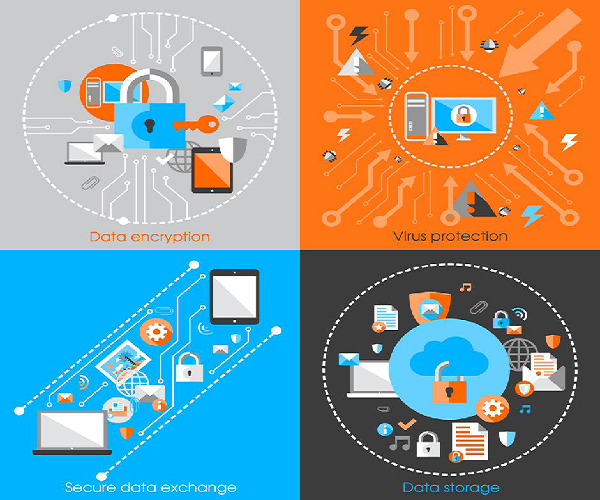 Data encryption
Virus protection
Secure data exchange
Data storage